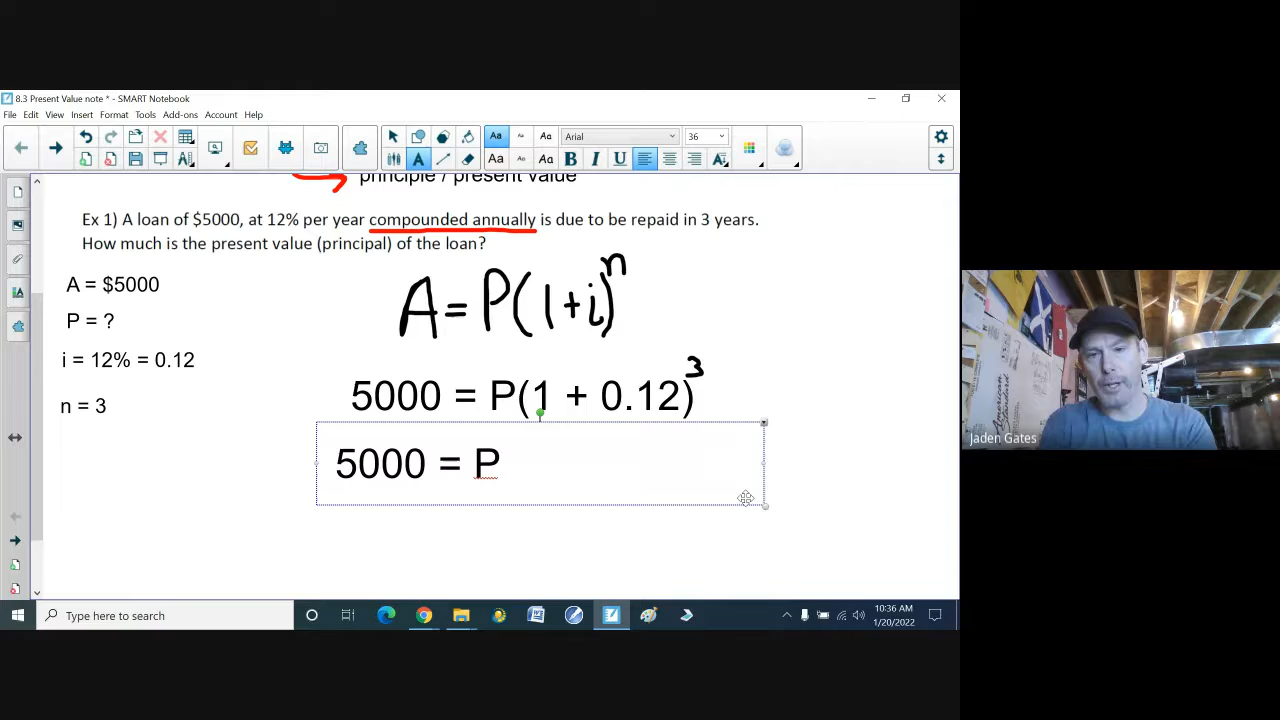 8.3 Present Value note * - SMART Notebook
File Edit View Insert Format Tools Add-ons Account Help
Arial 36
principle / present value
Ex 1) A loan of $5000, at 12% per year compounded annually is due to be repaid in 3 years.
How much is the present value (principal) of the loan?
A = $5000
P = ?
i = 12% = 0.12
n = 3
A = P(1+i)^n
5000 = P(1 + 0.12)^3
5000 = P
Jaden Gates
Type here to search
10:36 AM
1/20/2022